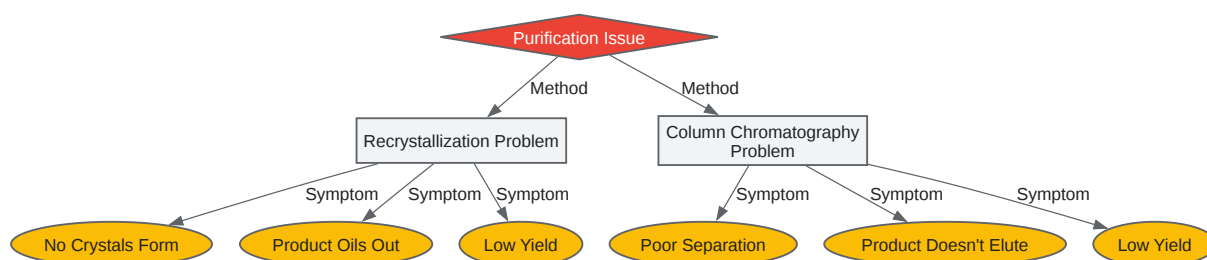 Purification Issue
Method
Method
Recrystallization Problem
Column Chromatography
Problem
Symptom
Symptom
Symptom
Symptom
Symptom
Symptom
No Crystals Form
Product Oils Out
Low Yield
Poor Separation
Product Doesn't Elute
Low Yield